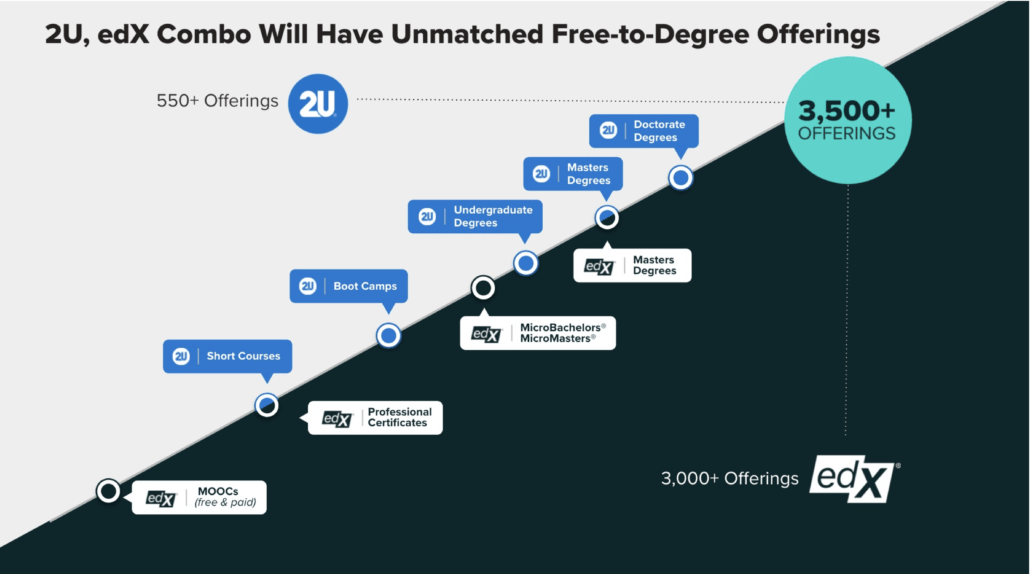 2U, edX Combo Will Have Unmatched Free-to-Degree Offerings
550+ Offerings
2U
3,500+
OFFERINGS
2U
Doctorate
Degrees
2U
Masters
Degrees
2U
Undergraduate
Degrees
edX
Masters
Degrees
2U
Boot Camps
edX
MicroBachelors®
MicroMasters®
2U
Short Courses
edX
Professional
Certificates
3,000+ Offerings
edX®
edX
MOOCs
(free & paid)